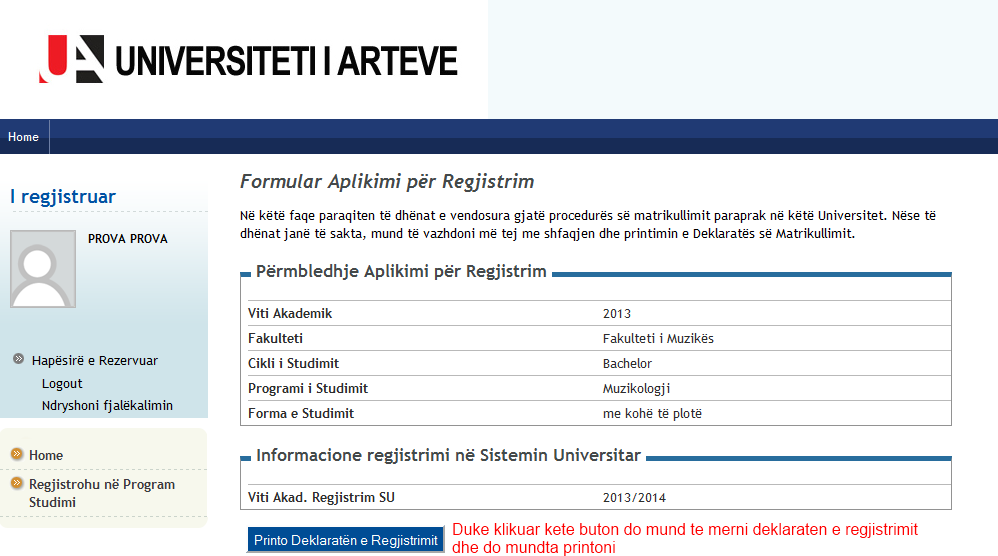 UA UNIVERSITETI I ARTEVE
Home
I regjistruar
PROVA PROVA
Hapësirë e Rezervuar
Logout
Ndryshoni fjalëkalimin
Home
Regjistrohu në Program
Studimi
Formular Aplikimi për Regjistrim
Në këtë faqe paraqiten të dhënat e vendosura gjatë procedurës së matrikullimit paraprak në këtë Universitet. Nëse të
dhënat janë të sakta, mund të vazhdoni më tej me shfaqjen dhe printimin e Deklaratës së Matrikullimit.
Përmbledhje Aplikimi për Regjistrim
Viti Akademik 2013
Fakulteti Fakulteti i Muzikës
Cikli i Studimit Bachelor
Programi i Studimit Muzikologji
Forma e Studimit me kohë të plotë
Informacione regjistrimi në Sistemin Universitar
Viti Akad. Regjistrim SU 2013/2014
Printo Deklaratën e Regjistrimit
Duke klikuar kete buton do mund te merni deklaraten e regjistrimit
dhe do mundta printoni